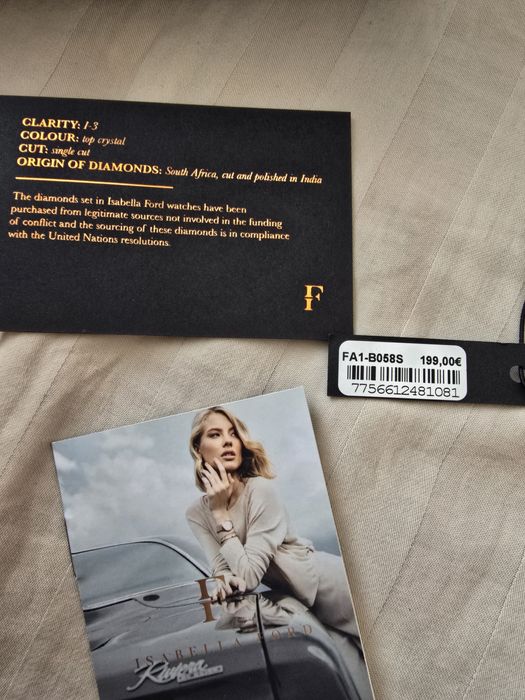 CLARITY: I-3
COLOUR: top crystal
CUT: single cut
ORIGIN OF DIAMONDS: South Africa, cut and polished in India
The diamonds set in Isabella Ford watches have been
purchased from legitimate sources not involved in the funding
of conflict and the sourcing of these diamonds is in compliance
with the United Nations resolutions.
F
FA1-B058S 199,00€
7756612481081
F
ISABELLA FORD
Riviera